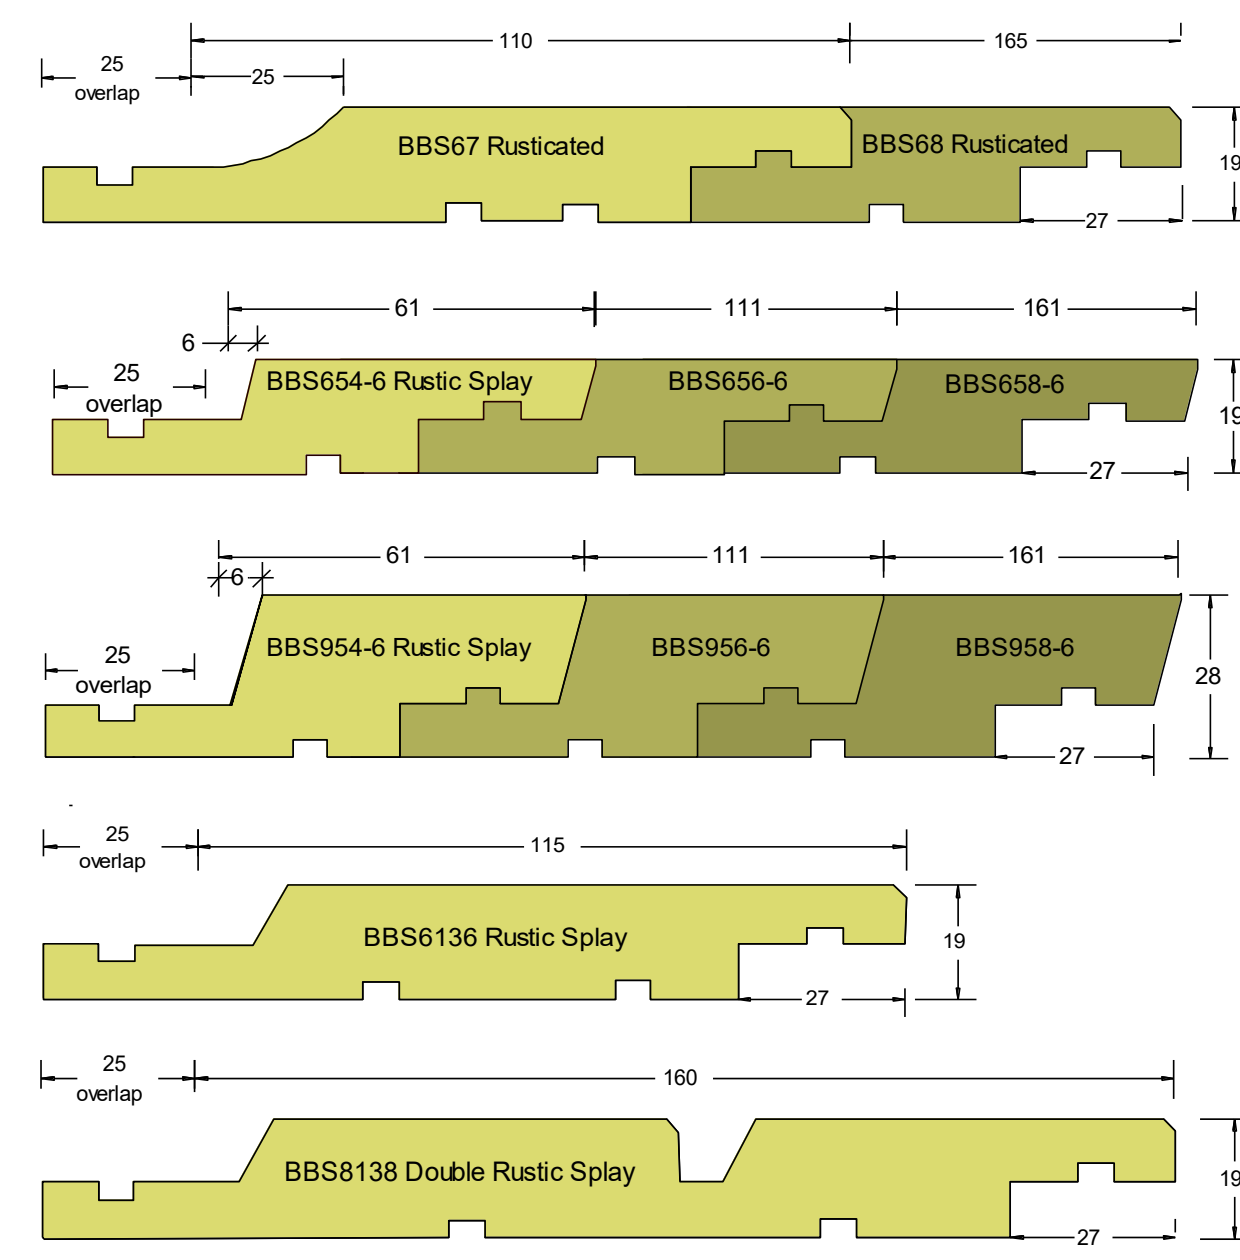 110
165
25
overlap
25
BBS67 Rusticated
BBS68 Rusticated
19
27
61
111
161
6
25
overlap
BBS654-6 Rustic Splay
BBS656-6
BBS658-6
19
27
61
111
161
6
25
overlap
BBS954-6 Rustic Splay
BBS956-6
BBS958-6
28
27
25
overlap
115
BBS6136 Rustic Splay
19
27
25
overlap
160
BBS8138 Double Rustic Splay
19
27